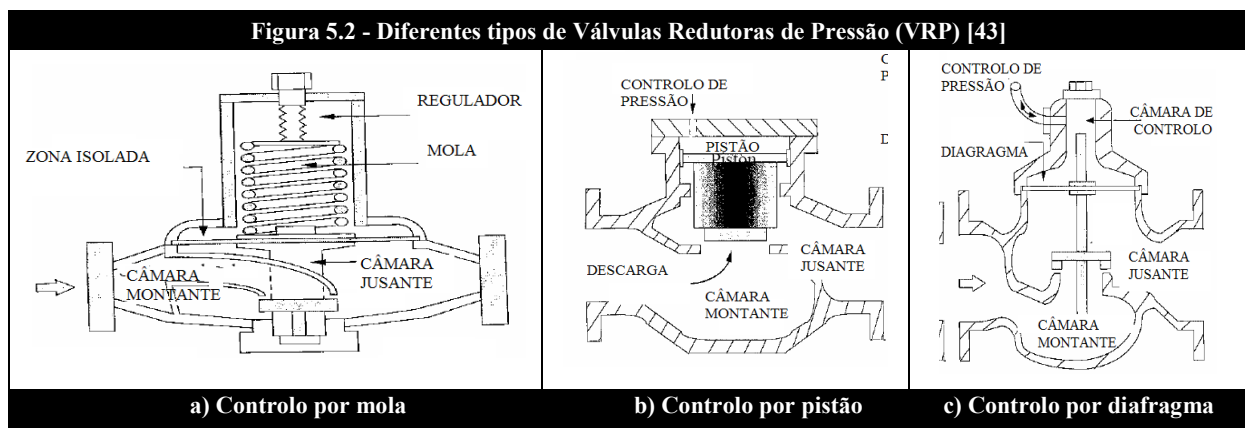 Figura 5.2 - Diferentes tipos de Válvulas Redutoras de Pressão (VRP) [43]
REGULADOR
ZONA ISOLADA
MOLA
CÂMARA
MONTANTE
CÂMARA
JUSANTE
a) Controlo por mola
CONTROLO DE
PRESSÃO
PISTÃO
Piston
DESCARGA
CÂMARA
JUSANTE
CÂMARA
MONTANTE
C
P
D
b) Controlo por pistão
CONTROLO DE
PRESSÃO
CÂMARA DE
CONTROLO
DIAGRAGMA
CÂMARA
JUSANTE
CÂMARA
MONTANTE
c) Controlo por diafragma